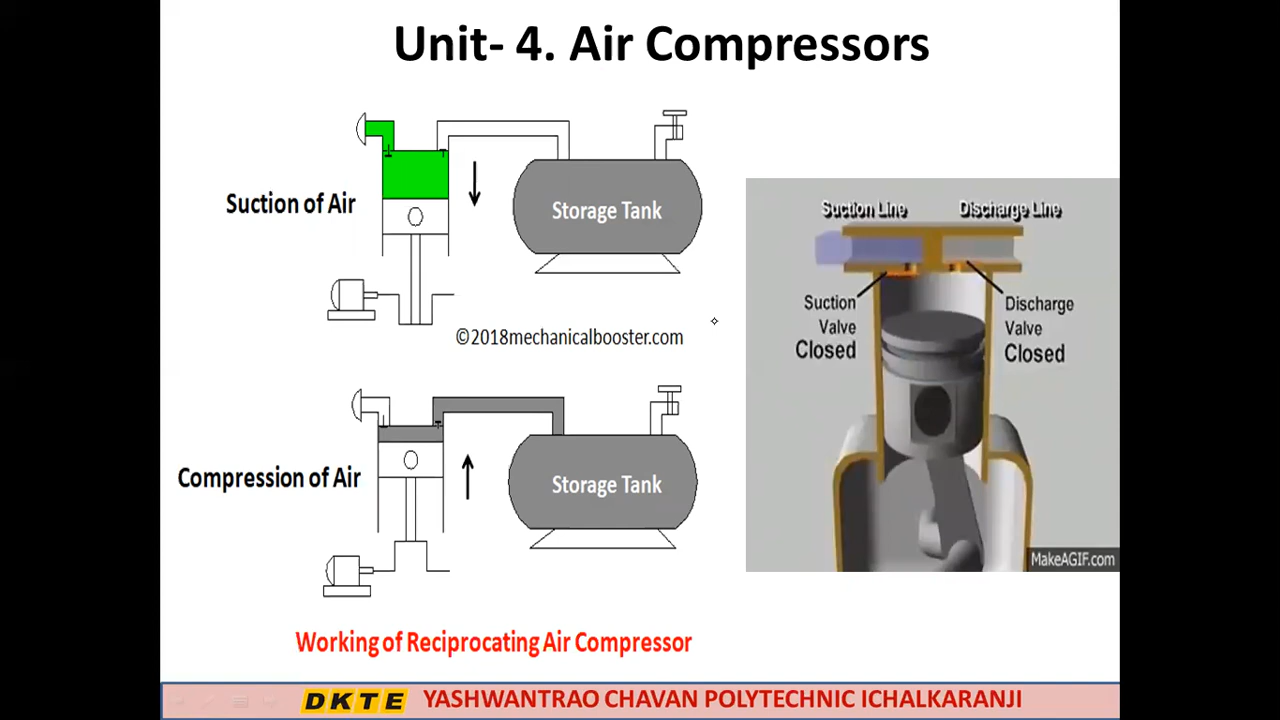 Unit- 4. Air Compressors
Suction of Air
Storage Tank
©2018mechanicalbooster.com
Compression of Air
Storage Tank
Working of Reciprocating Air Compressor
Suction Line
Discharge Line
Suction
Valve
Closed
Discharge
Valve
Closed
MakeAGIF.com
DKTE YASHWANTRAO CHAVAN POLYTECHNIC ICHALKARANJI